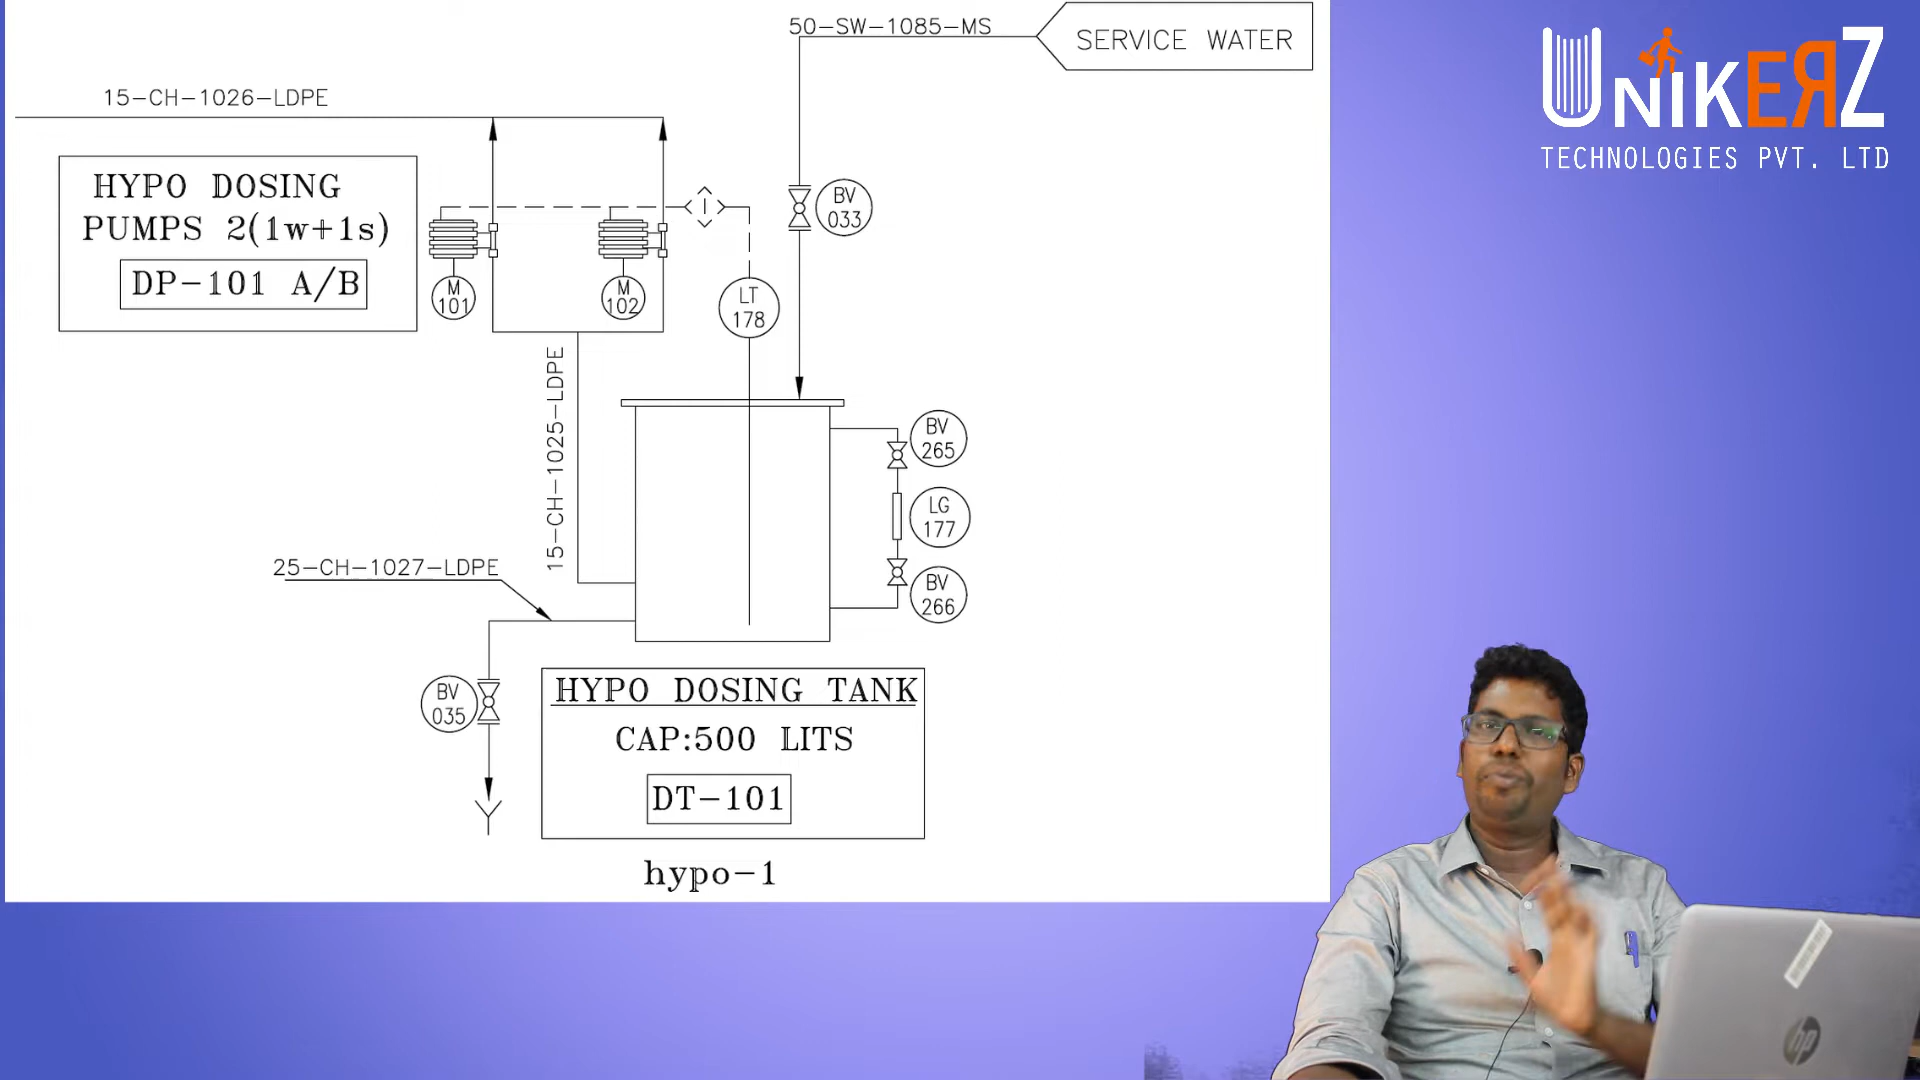 50-SW-1085-MS
SERVICE WATER
15-CH-1026-LDPE
HYPO DOSING
PUMPS 2(1w+1s)
DP-101 A/B
M
101
M
102
I
LT
178
BV
033
15-CH-1025-LDPE
BV
265
LG
177
BV
266
25-CH-1027-LDPE
BV
035
HYPO DOSING TANK
CAP:500 LITS
DT-101
hypo-1
UNIKERZ
TECHNOLOGIES PVT. LTD
hp